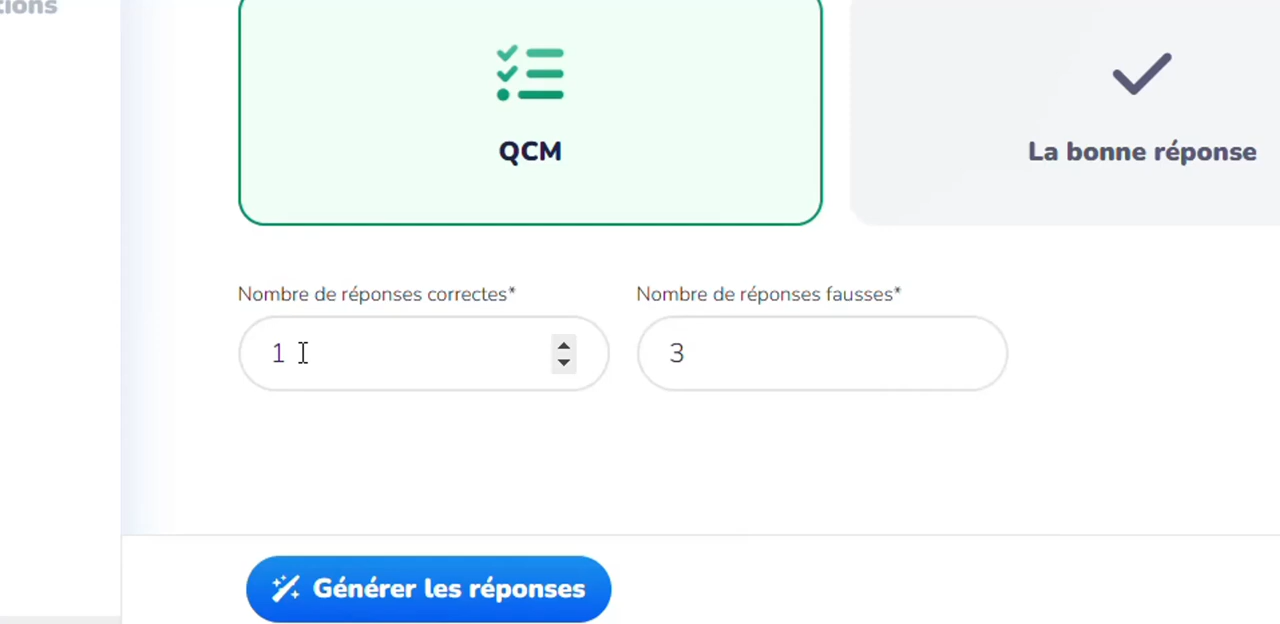 QCM
La bonne réponse
Nombre de réponses correctes*
Nombre de réponses fausses*
1
3
Générer les réponses